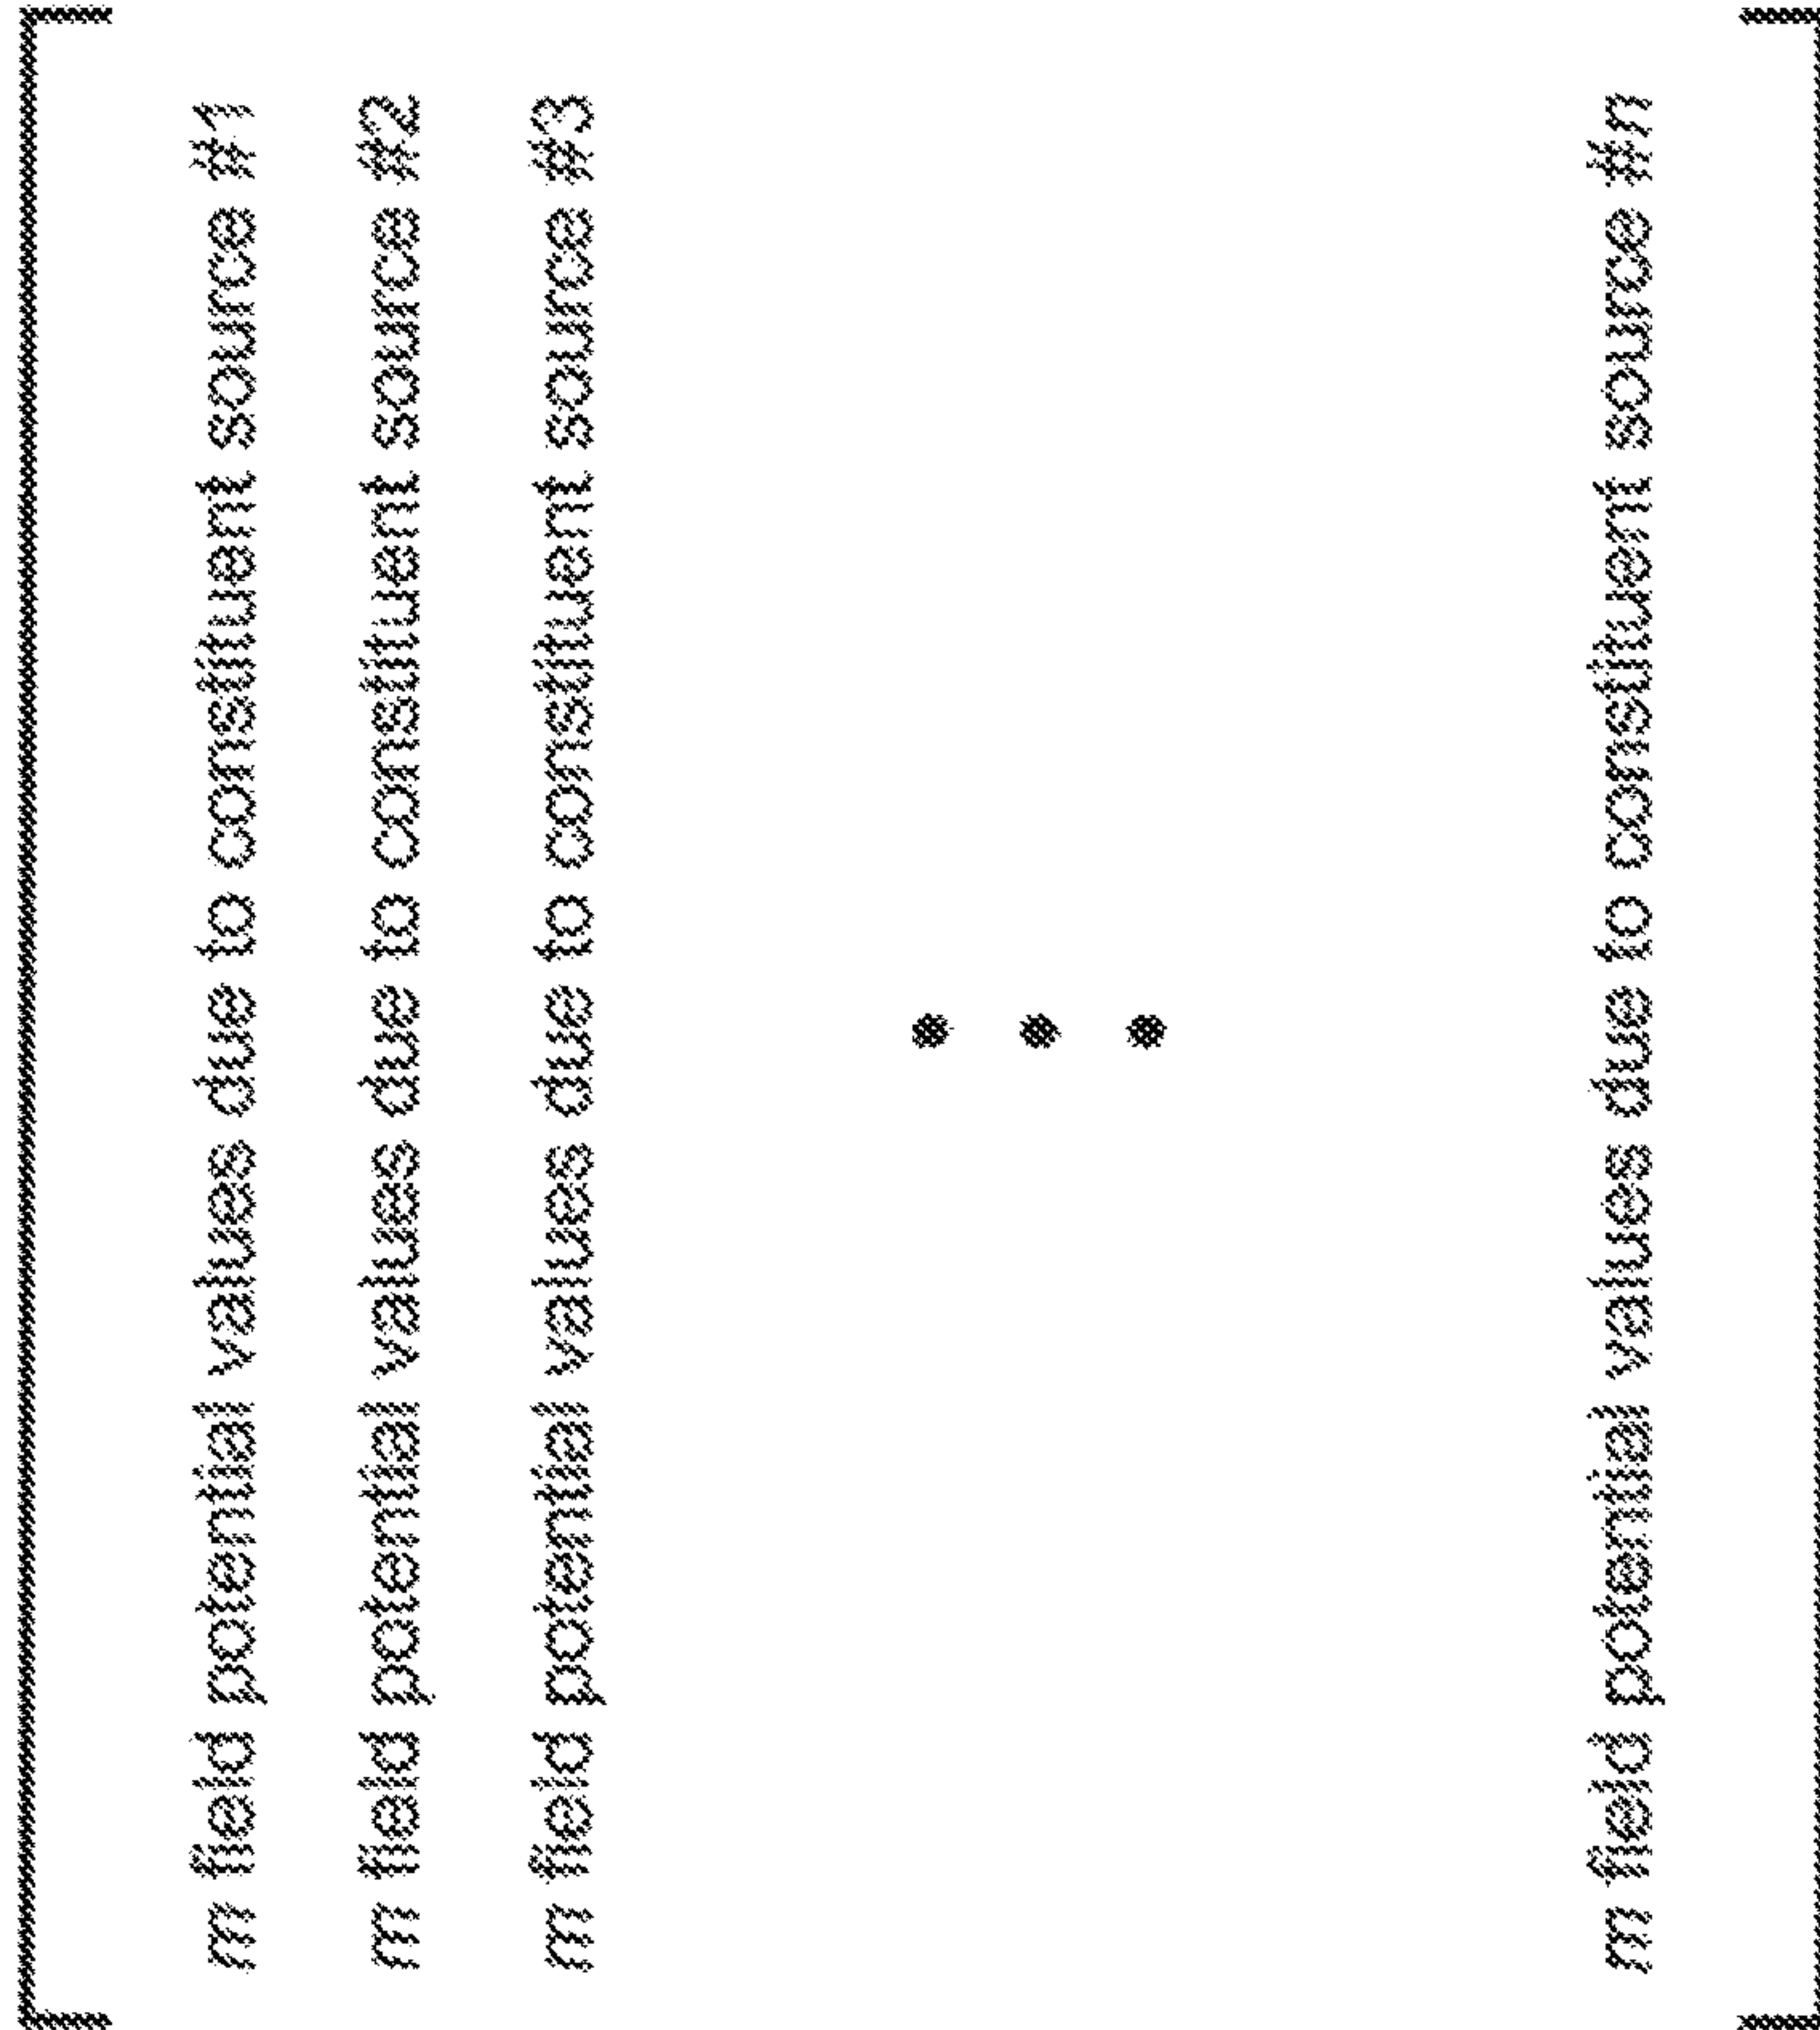 m field potential values due to constituent source #1
m field potential values due to constituent source #2
m field potential values due to constituent source #3
• • •
m field potential values due to constituent source #n